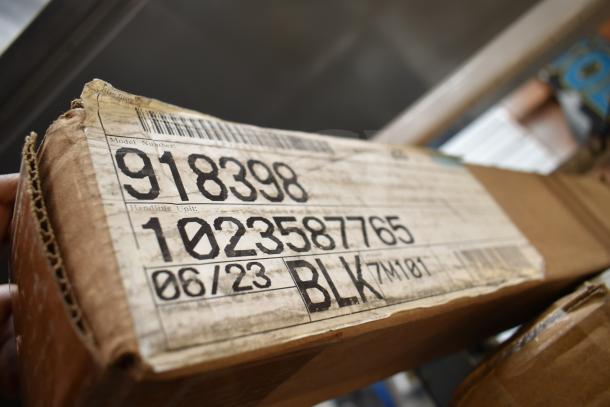 Model Number:
918398
Handling Unit:
1023587765
06/23 BLK 7M101